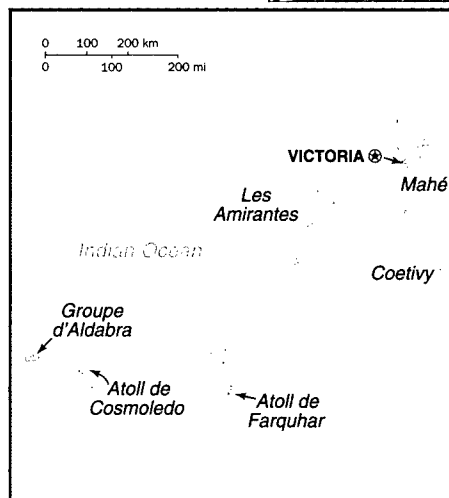 0 100 200 km
0 100 200 mi
VICTORIA
Mahé
Les
Amirantes
Indian Ocean
Coetivy
Groupe
d'Aldabra
Atoll de
Cosmoledo
Atoll de
Farquhar